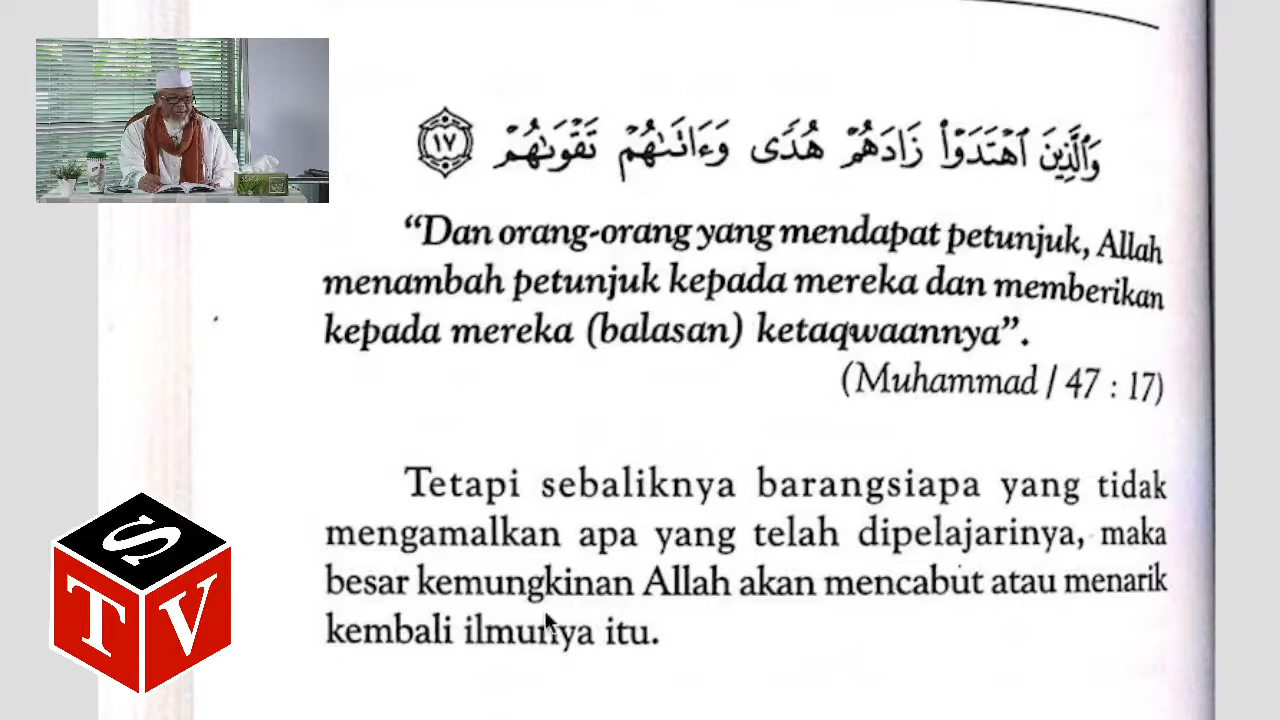 وَٱلَّذِينَ ٱهْتَدَوْا۟ زَادَهُمْ هُدًى وَءَاتَىٰهُمْ تَقْوَىٰهُمْ ١٧
“Dan orang-orang yang mendapat petunjuk, Allah
menambah petunjuk kepada mereka dan memberikan
kepada mereka (balasan) ketaqwaannya”.
(Muhammad / 47 : 17)
Tetapi sebaliknya barangsiapa yang tidak
mengamalkan apa yang telah dipelajarinya, maka
besar kemungkinan Allah akan mencabut atau menarik
kembali ilmunya itu.
S
TV